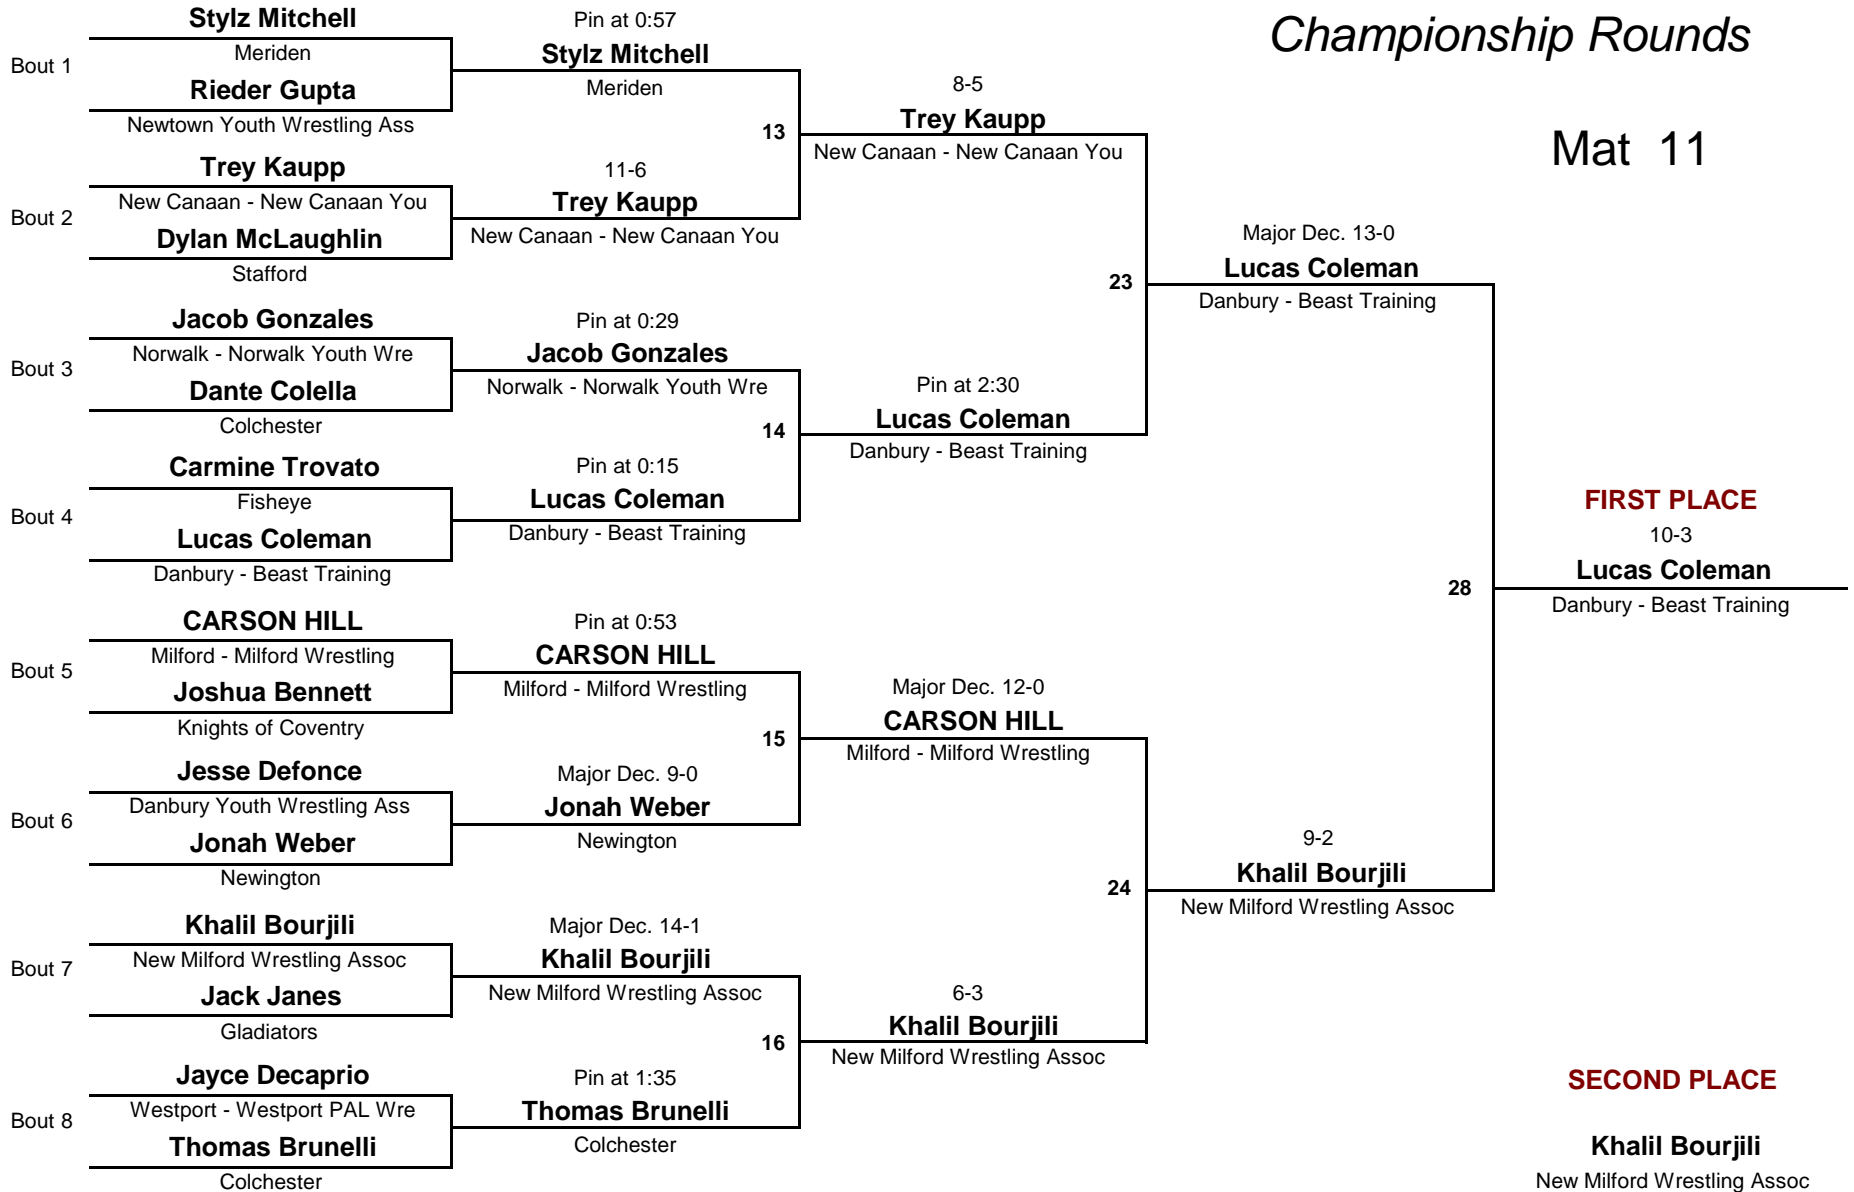 Championship Rounds
Mat 11
Bout 1
Stylz Mitchell
Meriden
Rieder Gupta
Newtown Youth Wrestling Ass
Bout 2
Trey Kaupp
New Canaan - New Canaan You
Dylan McLaughlin
Stafford
Bout 3
Jacob Gonzales
Norwalk - Norwalk Youth Wre
Dante Colella
Colchester
Bout 4
Carmine Trovato
Fisheye
Lucas Coleman
Danbury - Beast Training
Bout 5
CARSON HILL
Milford - Milford Wrestling
Joshua Bennett
Knights of Coventry
Bout 6
Jesse Defonce
Danbury Youth Wrestling Ass
Jonah Weber
Newington
Bout 7
Khalil Bourjili
New Milford Wrestling Assoc
Jack Janes
Gladiators
Bout 8
Jayce Decaprio
Westport - Westport PAL Wre
Thomas Brunelli
Colchester
Pin at 0:57
Stylz Mitchell
Meriden
13
11-6
Trey Kaupp
New Canaan - New Canaan You
Pin at 0:29
Jacob Gonzales
Norwalk - Norwalk Youth Wre
14
Pin at 0:15
Lucas Coleman
Danbury - Beast Training
Pin at 0:53
CARSON HILL
Milford - Milford Wrestling
15
Major Dec. 9-0
Jonah Weber
Newington
Major Dec. 14-1
Khalil Bourjili
New Milford Wrestling Assoc
16
Pin at 1:35
Thomas Brunelli
Colchester
8-5
Trey Kaupp
New Canaan - New Canaan You
23
Pin at 2:30
Lucas Coleman
Danbury - Beast Training
Major Dec. 12-0
CARSON HILL
Milford - Milford Wrestling
24
6-3
Khalil Bourjili
New Milford Wrestling Assoc
Major Dec. 13-0
Lucas Coleman
Danbury - Beast Training
28
9-2
Khalil Bourjili
New Milford Wrestling Assoc
FIRST PLACE
10-3
Lucas Coleman
Danbury - Beast Training
SECOND PLACE
Khalil Bourjili
New Milford Wrestling Assoc